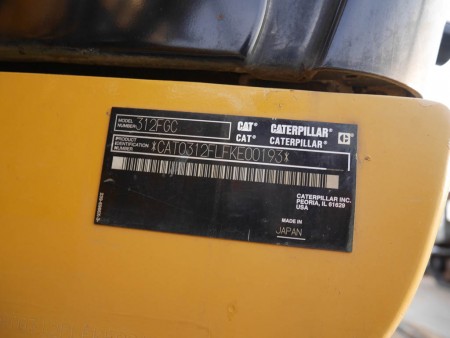 MODEL NUMBER 312FGC CAT® CATERPILLAR®
CAT® CATERPILLAR®
PRODUCT IDENTIFICATION NUMBER *CAT0312FLFKE00193*
CATERPILLAR INC.
PEORIA, IL 61629
USA
MADE IN
JAPAN